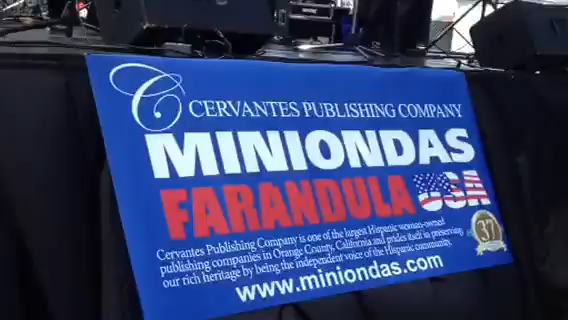 C CERVANTES PUBLISHING COMPANY
MINIONDAS
FARANDULA USA
37
Cervantes Publishing Company is one of the largest Hispanic woman-owned
publishing companies in Orange County, California and prides itself in preserving
our rich heritage by being the independent voice of the Hispanic community.
www.miniondas.com